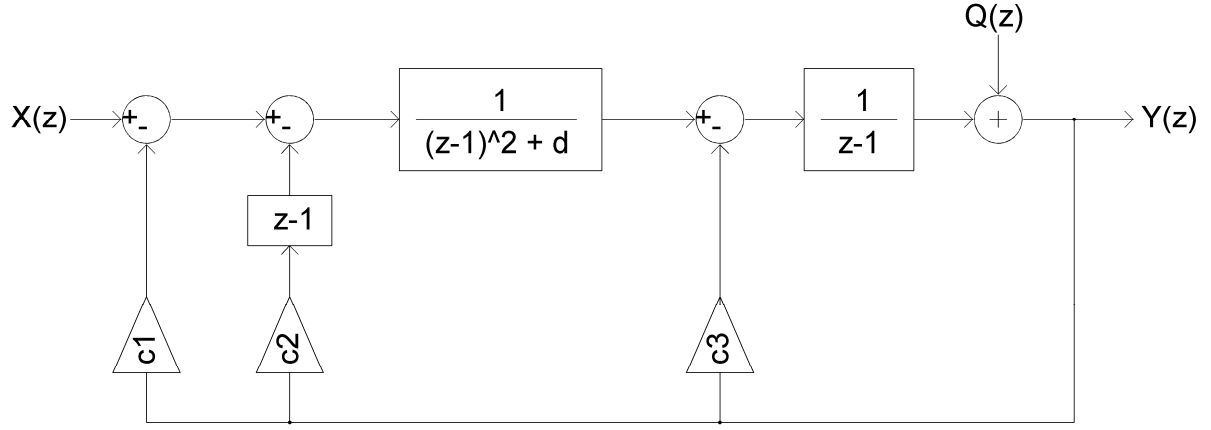 Q(z)
X(z)
+
-
+
-
1
(z-1)^2 + d
+
-
1
z-1
+
Y(z)
z-1
c1
c2
c3